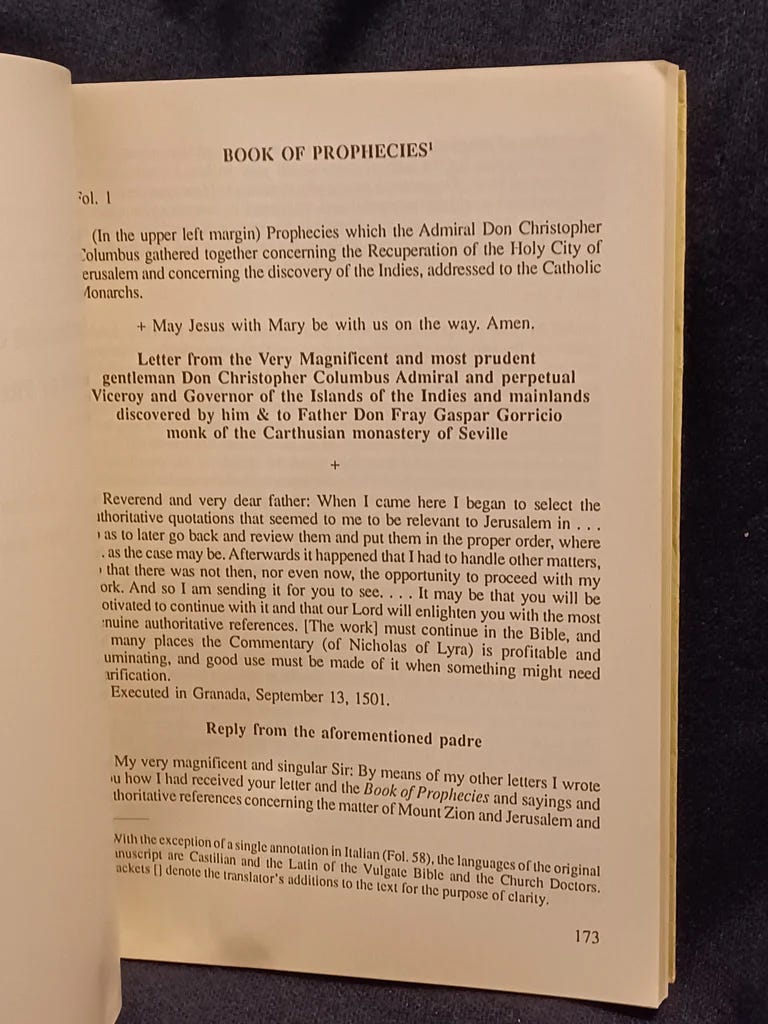 BOOK OF PROPHECIES¹
Fol. 1
(In the upper left margin) Prophecies which the Admiral Don Christopher
Columbus gathered together concerning the Recuperation of the Holy City of
erusalem and concerning the discovery of the Indies, addressed to the Catholic
Monarchs.
+ May Jesus with Mary be with us on the way. Amen.
Letter from the Very Magnificent and most prudent
gentleman Don Christopher Columbus Admiral and perpetual
Viceroy and Governor of the Islands of the Indies and mainlands
discovered by him & to Father Don Fray Gaspar Gorricio
monk of the Carthusian monastery of Seville
+
Reverend and very dear father: When I came here I began to select the
uthoritative quotations that seemed to me to be relevant to Jerusalem in . . .
as to later go back and review them and put them in the proper order, where
. as the case may be. Afterwards it happened that I had to handle other matters,
that there was not then, nor even now, the opportunity to proceed with my
ork. And so I am sending it for you to see. . . . It may be that you will be
otivated to continue with it and that our Lord will enlighten you with the most
nuine authoritative references. [The work] must continue in the Bible, and
many places the Commentary (of Nicholas of Lyra) is profitable and
uminating, and good use must be made of it when something might need
arification.
Executed in Granada, September 13, 1501.
Reply from the aforementioned padre
My very magnificent and singular Sir: By means of my other letters I wrote
u how I had received your letter and the Book of Prophecies and sayings and
thoritative references concerning the matter of Mount Zion and Jerusalem and
With the exception of a single annotation in Italian (Fol. 58), the languages of the original
anuscript are Castilian and the Latin of the Vulgate Bible and the Church Doctors.
ackets [] denote the translator's additions to the text for the purpose of clarity.
173